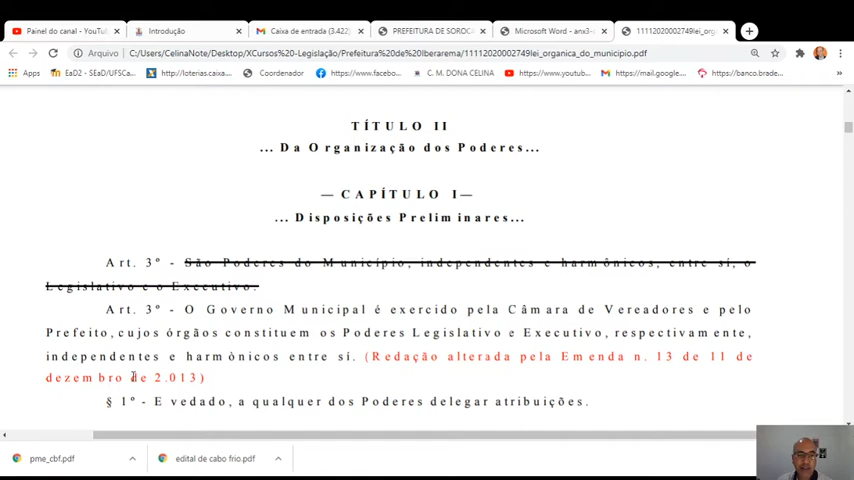 Painel do canal - YouTu
Introdução
Caixa de entrada (3.422)
PREFEITURA DE SOROCA
Microsoft Word - anx3-
11112020002749lei_orga
Arquivo
C:/Users/CelinaNote/Desktop/XCursos%20-Legislação/Prefeitura%20de%20Iberarema/11112020002749lei_organica_do_municipio.pdf
Apps
EaD2 - SEaD/UFSCa...
http://loterias.caixa...
Coordenador
https://www.facebo...
C. M. DONA CELINA
https://www.youtub...
https://mail.google....
https://banco.brade...
»
TÍTULO II
...Da Organização dos Poderes...
— CAPÍTULO I—
...Disposições Preliminares...
Art. 3º - São Poderes do Município, independentes e harmônicos, entre sí, o
Legislativo e o Executivo.
Art. 3º - O Governo Municipal é exercido pela Câmara de Vereadores e pelo
Prefeito, cujos órgãos constituem os Poderes Legislativo e Executivo, respectivamente,
independentes e harmònicos entre sí. (Redação alterada pela Emenda n. 13 de 11 de
dezembro de 2.013)
§ 1º - E vedado, a qualquer dos Poderes delegar atribuições.
pme_cbf.pdf
edital de cabo frio.pdf